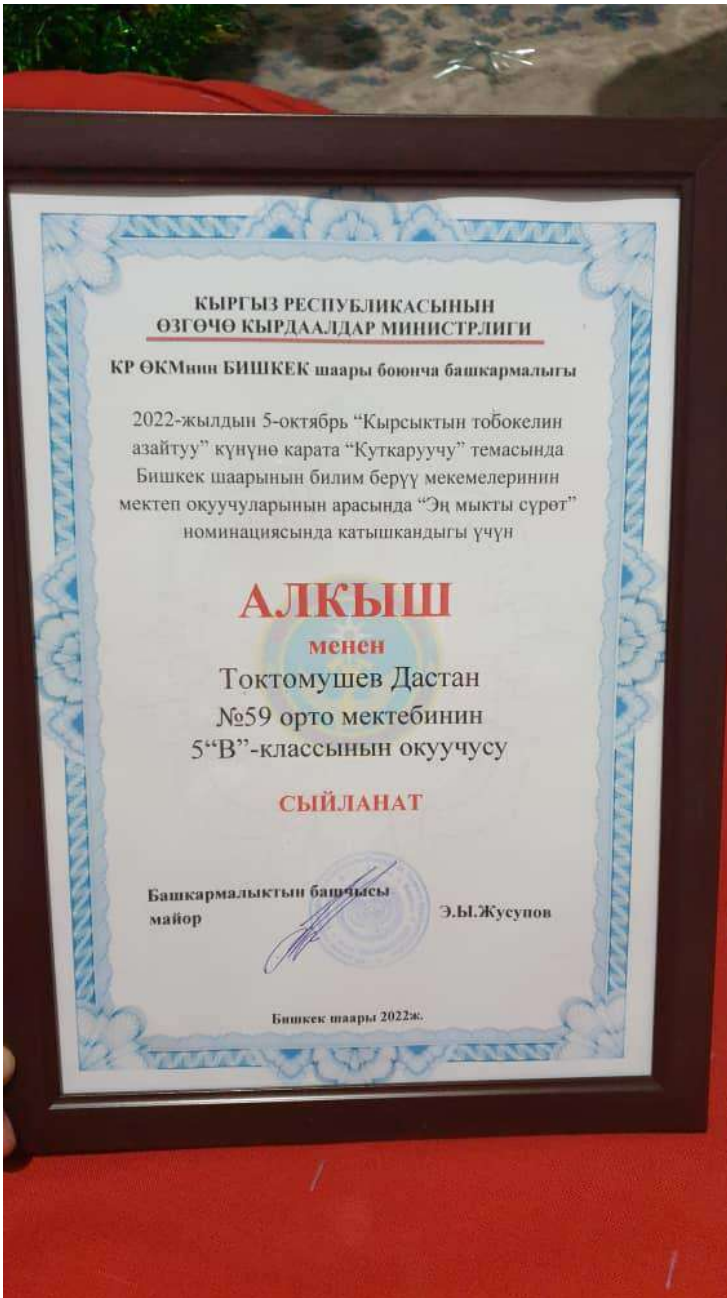 КЫРГЫЗ РЕСПУБЛИКАСЫНЫН
ӨЗГӨЧӨ КЫРДААЛДАР МИНИСТРЛИГИ
КР ӨКМнин БИШКЕК шаары боюнча башкармалыгы
2022-жылдын 5-октябрь “Кырсыктын тобокелин
азайтуу” күнүнө карата “Куткаруучу” темасында
Бишкек шаарынын билим берүү мекемелеринин
мектеп окуучуларынын арасында “Эң мыкты сүрөт”
номинациясында катышкандыгы үчүн
АЛКЫШ
менен
Токтомушев Дастан
№59 орто мектебинин
5“В”-классынын окуучусу
СЫЙЛАНАТ
Башкармалыктын башчысы
майор
Э.Ы.Жусупов
Бишкек шаары 2022ж.